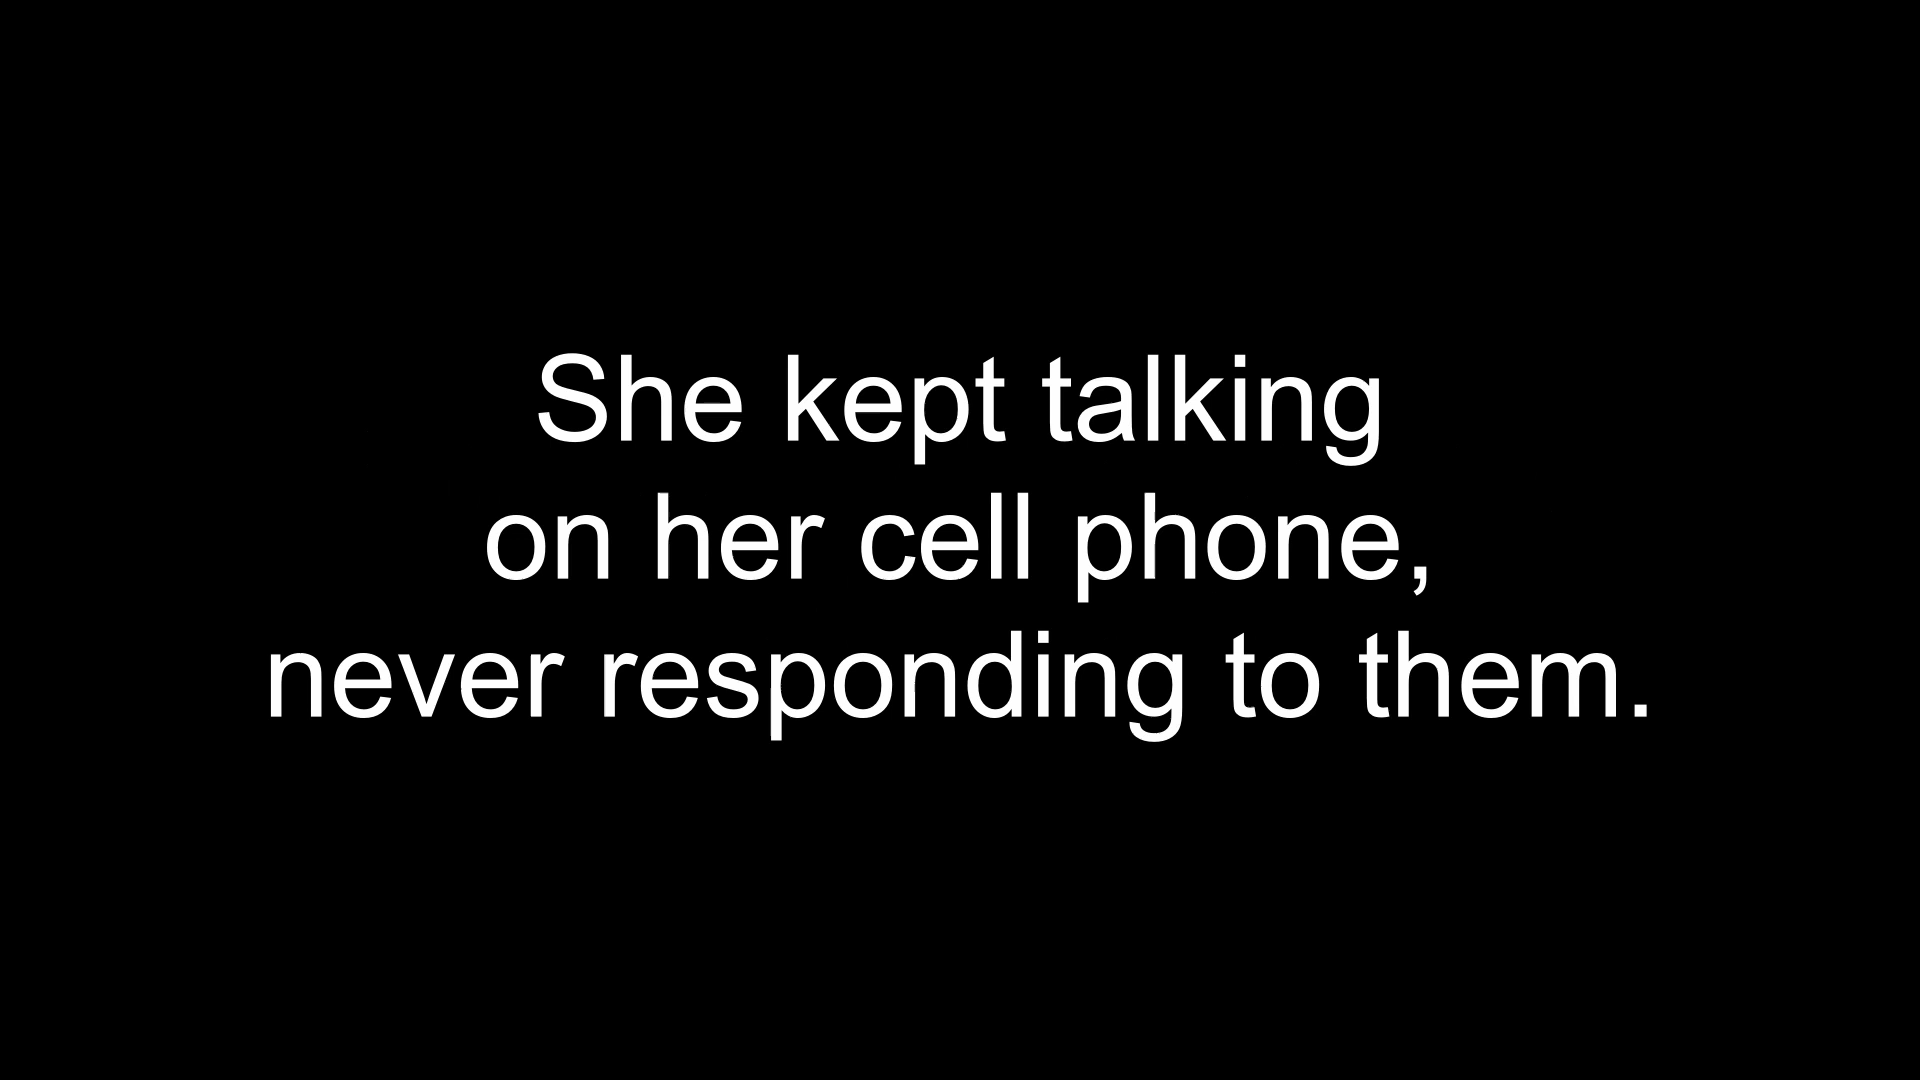 She kept talking
on her cell phone,
never responding to them.